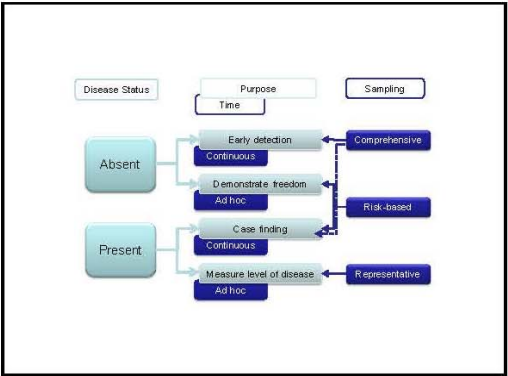 Disease Status
Purpose
Sampling
Time
Early detection
Comprehensive
Continuous
Absent
Demonstrate freedom
Ad hoc
Risk-based
Case finding
Present
Continuous
Measure level of disease
Representative
Ad hoc